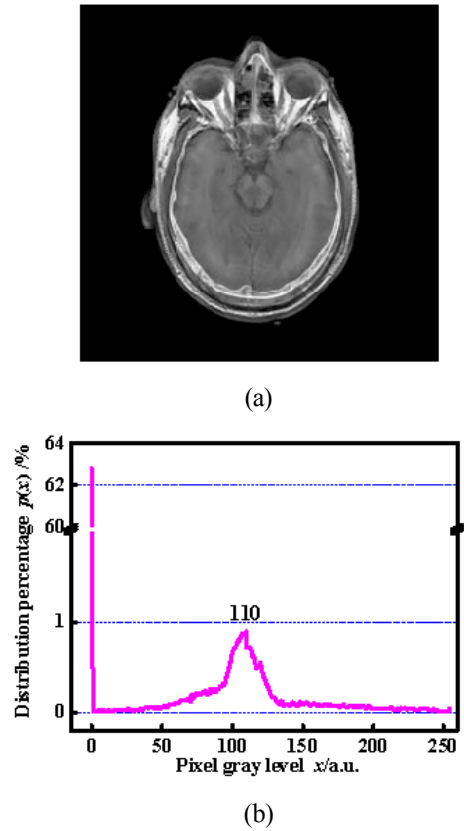 (a)
64
62
60
1
0
Distribution percentage p(x) /%
110
0 50 100 150 200 250
Pixel gray level x/a.u.
(b)